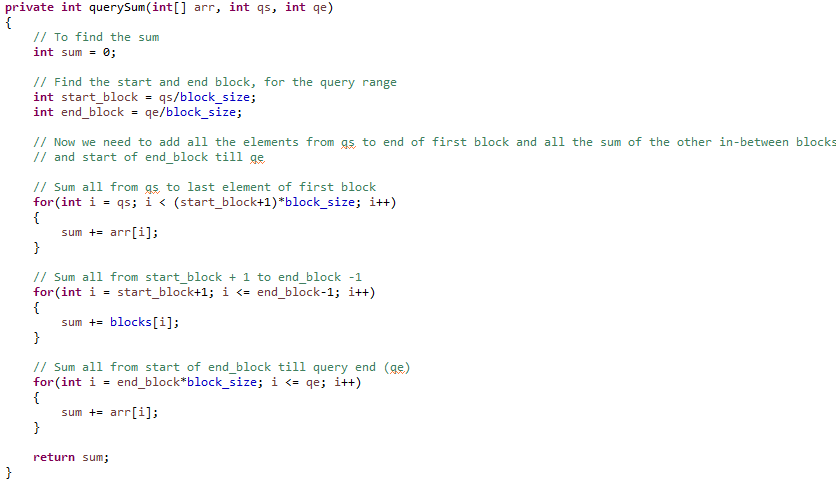 private int querySum(int[] arr, int qs, int qe)
{
    // To find the sum
    int sum = 0;

    // Find the start and end block, for the query range
    int start_block = qs/block_size;
    int end_block = qe/block_size;

    // Now we need to add all the elements from qs to end of first block and all the sum of the other in-between blocks
    // and start of end_block till qe

    // Sum all from qs to last element of first block
    for(int i = qs; i < (start_block+1)*block_size; i++)
    {
        sum += arr[i];
    }

    // Sum all from start_block + 1 to end_block -1
    for(int i = start_block+1; i <= end_block-1; i++)
    {
        sum += blocks[i];
    }

    // Sum all from start of end_block till query end (qe)
    for(int i = end_block*block_size; i <= qe; i++)
    {
        sum += arr[i];
    }

    return sum;
}